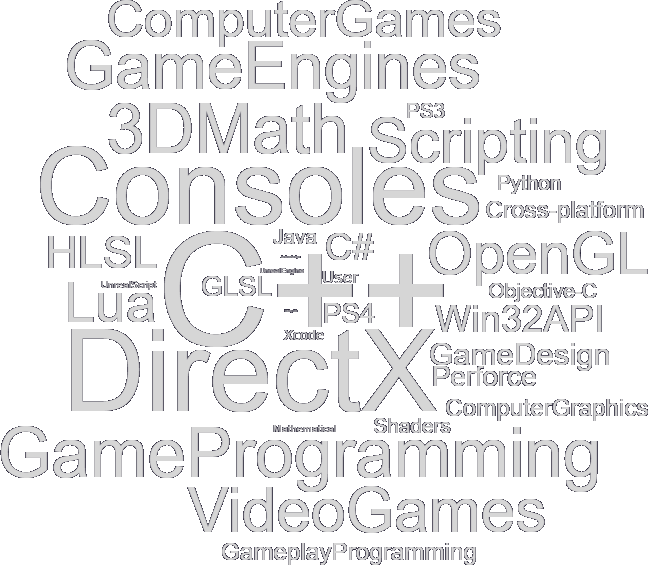 ComputerGames
GameEngines
PS3
3DMath
Scripting
Consoles
Python
Cross-platform
Java
C#
HLSL
OpenGL
C++
UnrealEngine
User
GLSL
UnrealScript
Objective-C
Lua
PS4
Win32API
Xcode
DirectX
GameDesign
Perforce
ComputerGraphics
Shaders
Mathematical
GameProgramming
VideoGames
GameplayProgramming